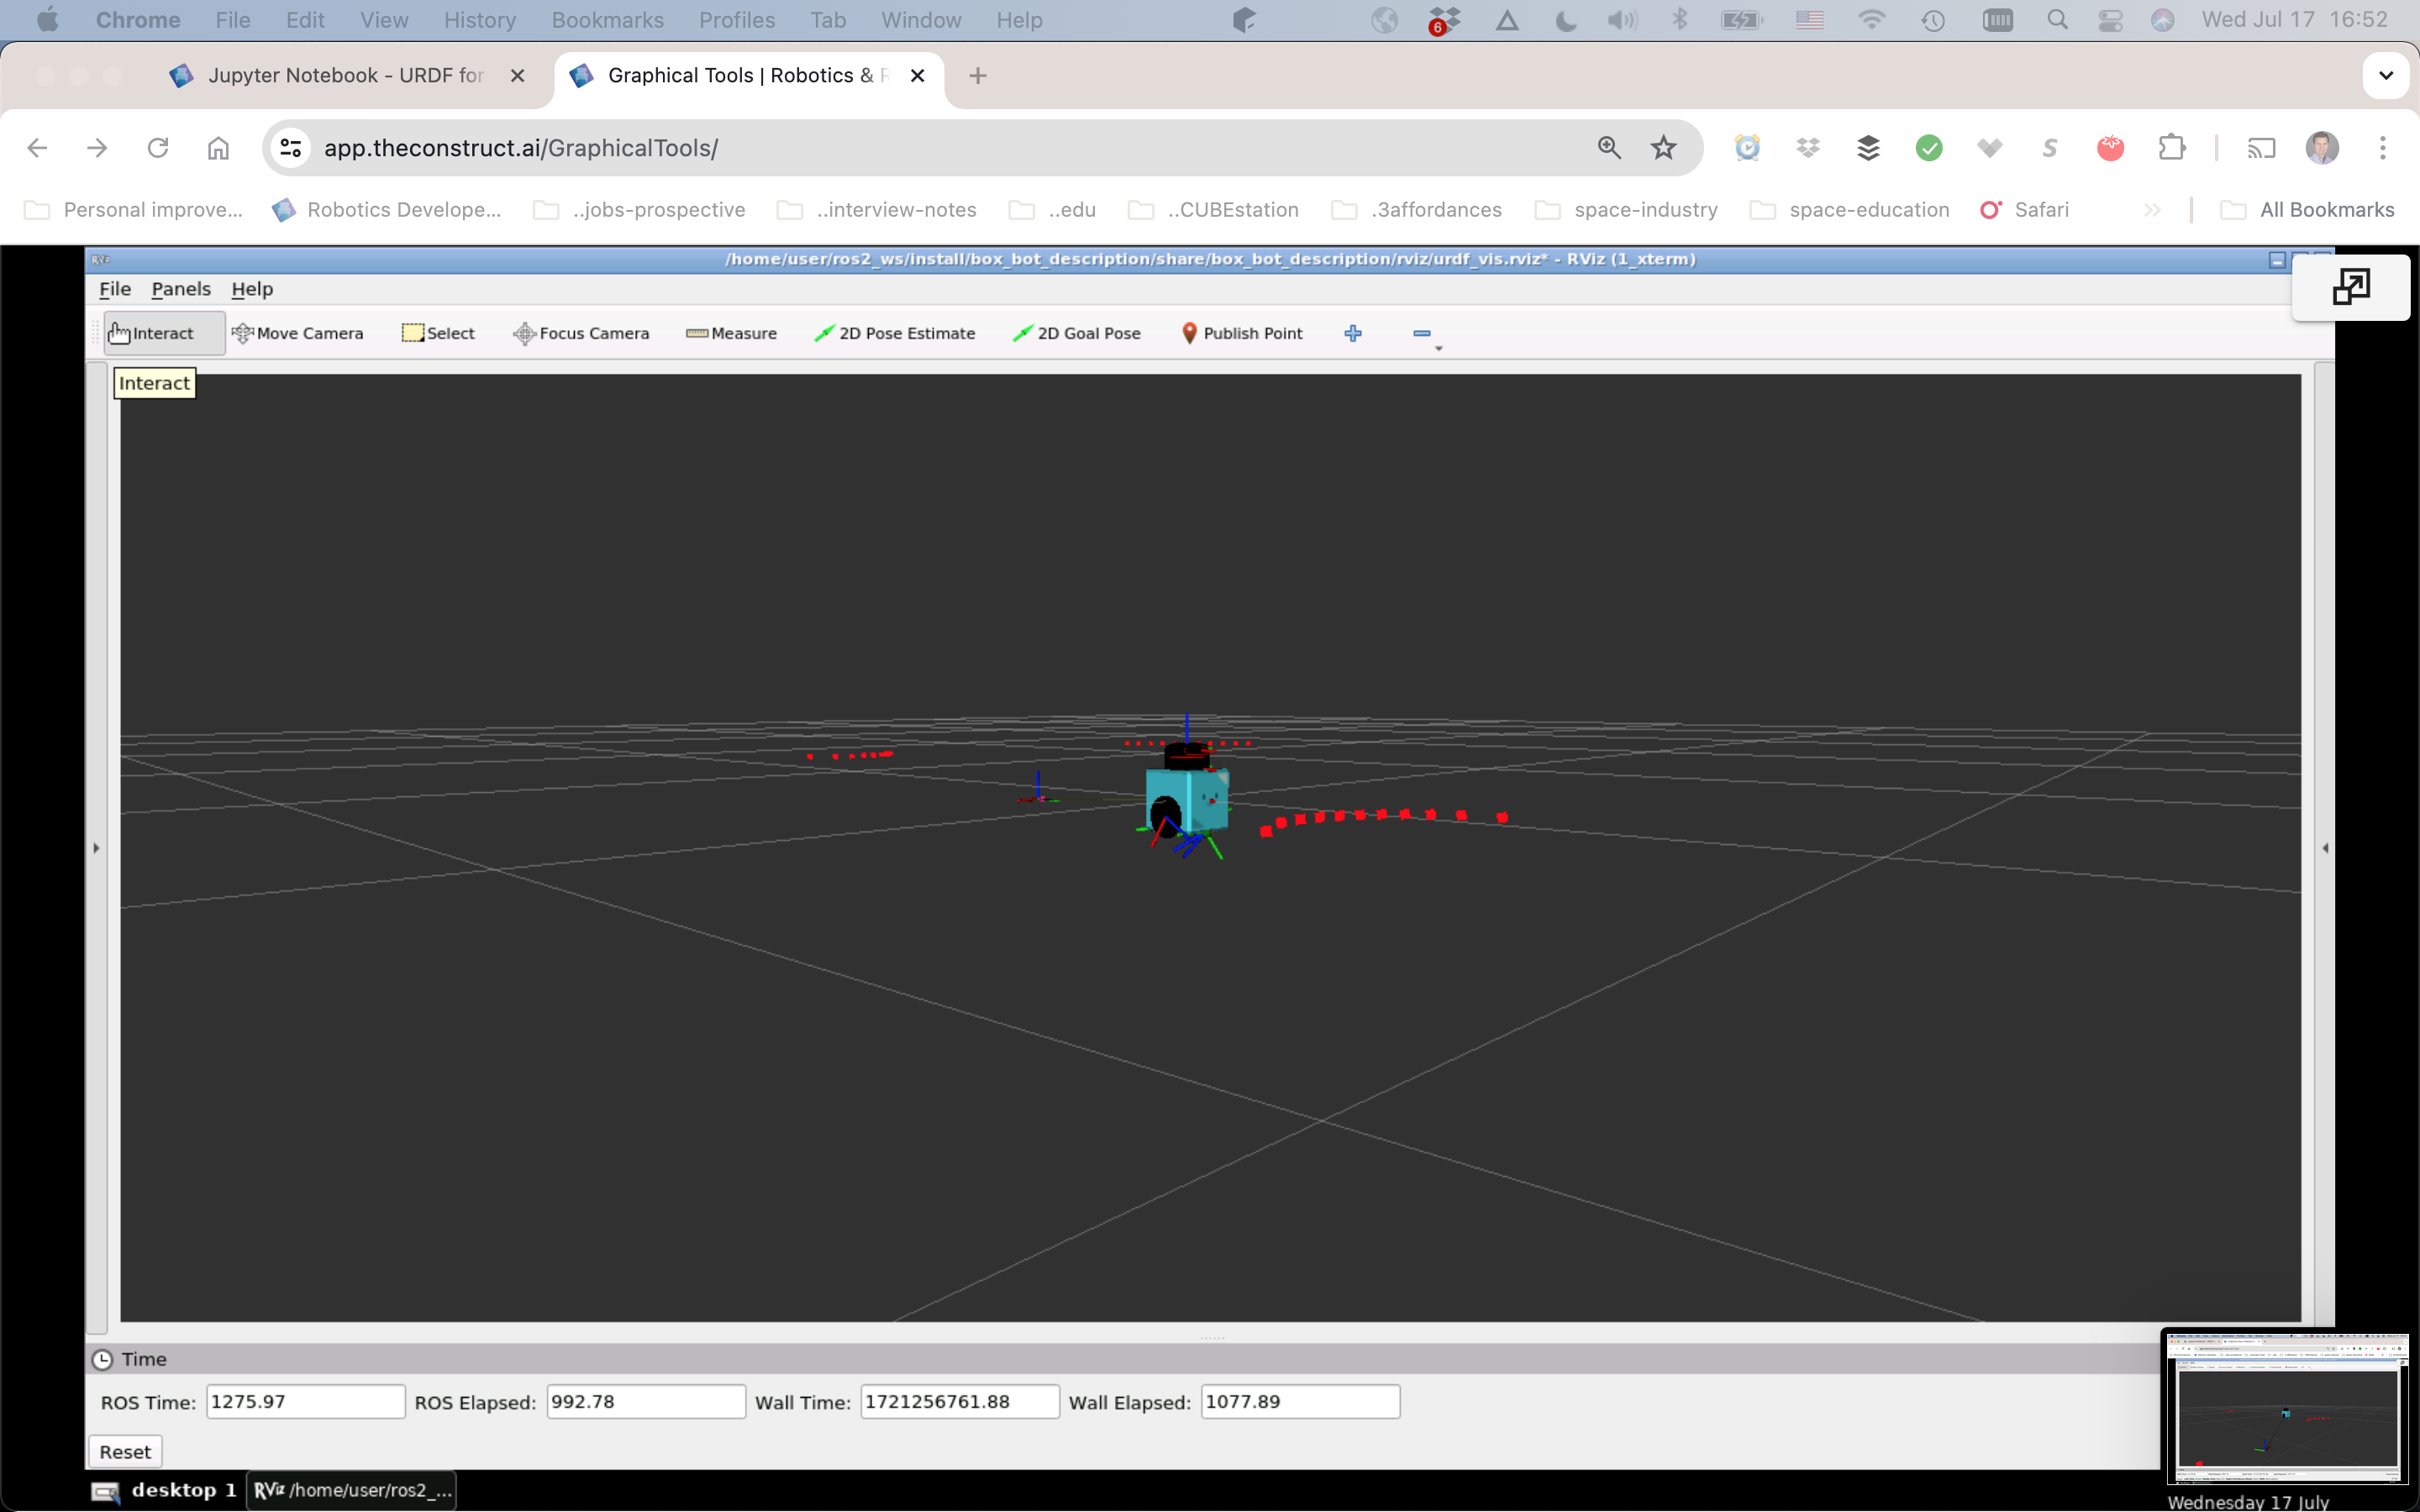 Chrome File Edit View History Bookmarks Profiles Tab Window Help 6 Wed Jul 17 16:52
Jupyter Notebook - URDF for
Graphical Tools | Robotics & R
app.theconstruct.ai/GraphicalTools/
Personal improve... Robotics Develope... ..jobs-prospective ..interview-notes ..edu ..CUBEstation .3affordances space-industry space-education Safari All Bookmarks
RViz /home/user/ros2_ws/install/box_bot_description/share/box_bot_description/rviz/urdf_vis.rviz* - RViz (1_xterm)
File Panels Help
Interact Move Camera Select Focus Camera Measure 2D Pose Estimate 2D Goal Pose Publish Point
Interact
Time
ROS Time: 1275.97 ROS Elapsed: 992.78 Wall Time: 1721256761.88 Wall Elapsed: 1077.89
Reset
desktop 1 RViz /home/user/ros2_...
Wednesday 17 July